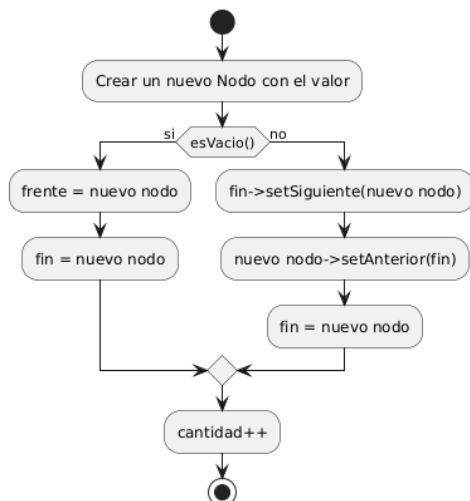 Crear un nuevo Nodo con el valor
si
esVacio()
no
frente = nuevo nodo
fin = nuevo nodo
fin->setSiguiente(nuevo nodo)
nuevo nodo->setAnterior(fin)
fin = nuevo nodo
cantidad++